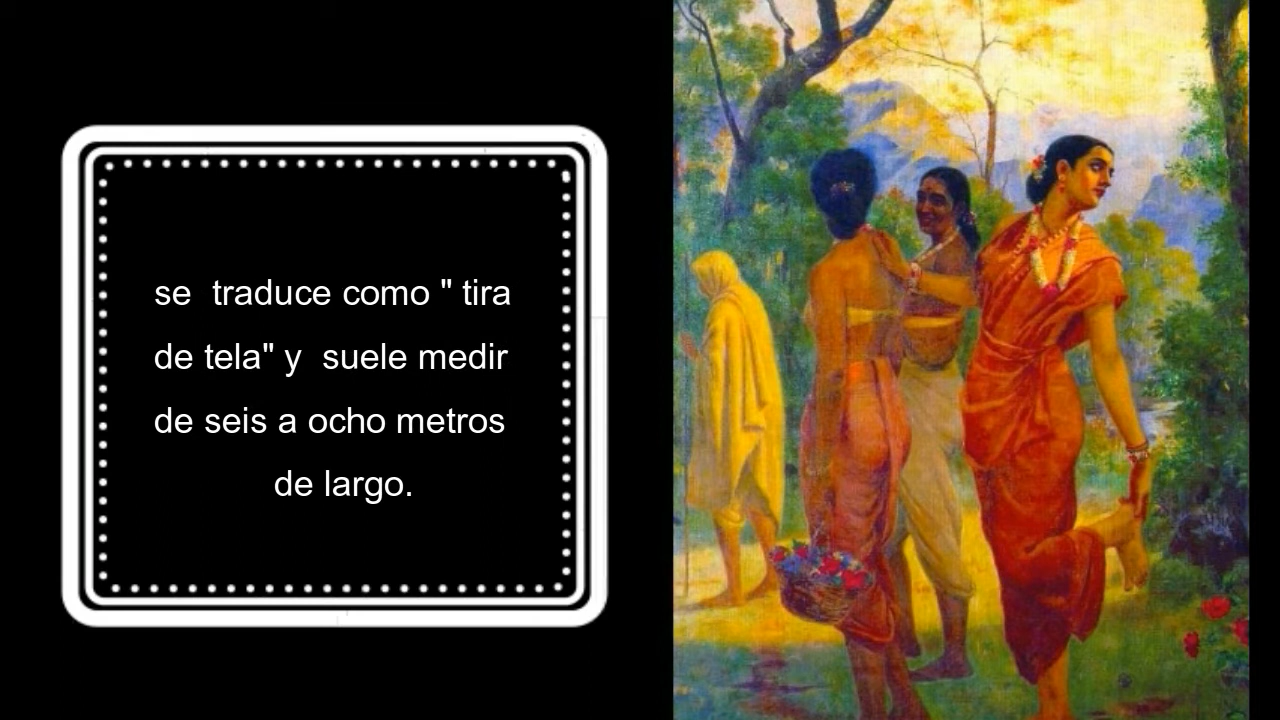 se  traduce como " tira
de tela" y  suele medir
de seis a ocho metros
de largo.